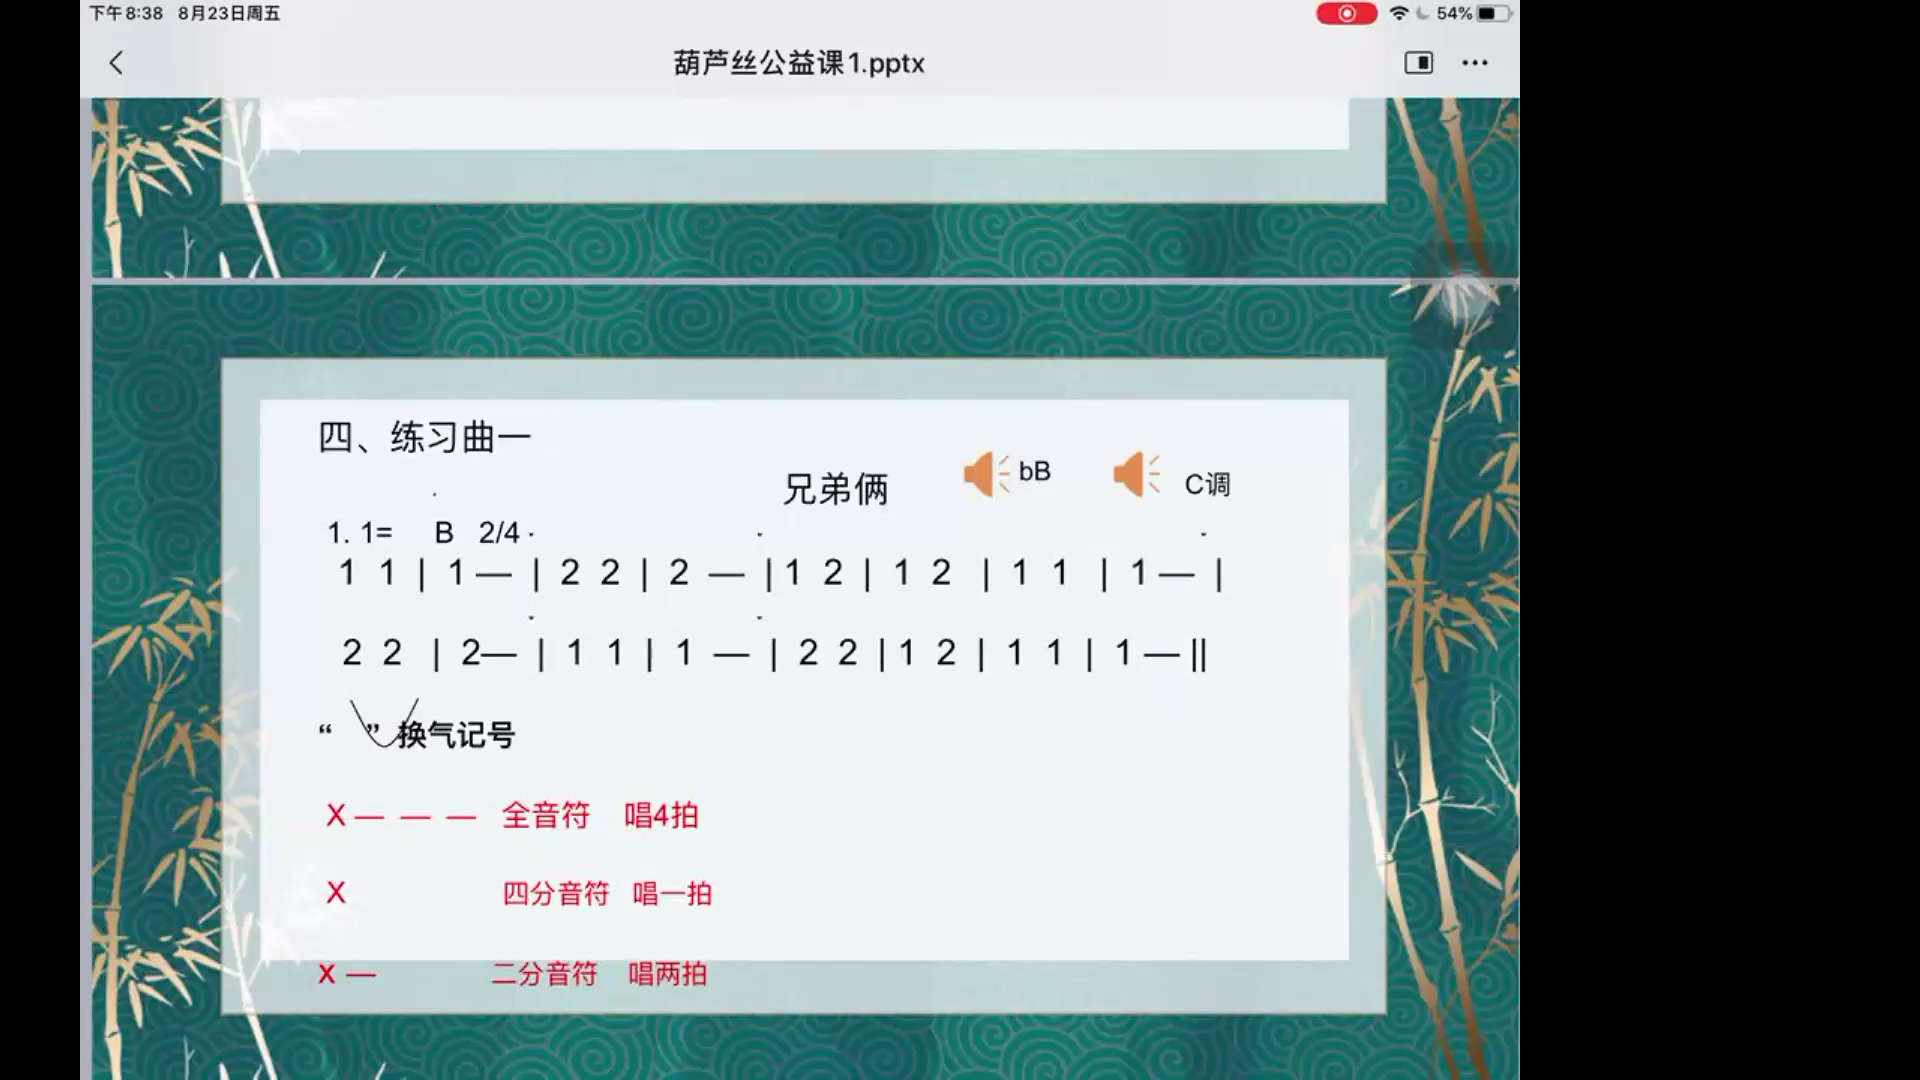 下午8:38 8月23日周五
54%
葫芦丝公益课1.pptx
四、练习曲一
兄弟俩 bB C调
1. 1= B 2/4
1 1 | 1 — | 2 2 | 2 — | 1 2 | 1 2 | 1 1 | 1 — |
2 2 | 2— | 1 1 | 1 — | 2 2 | 1 2 | 1 1 | 1 — ||
“ ” 换气记号
X — — — 全音符 唱4拍
X 四分音符 唱一拍
X — 二分音符 唱两拍